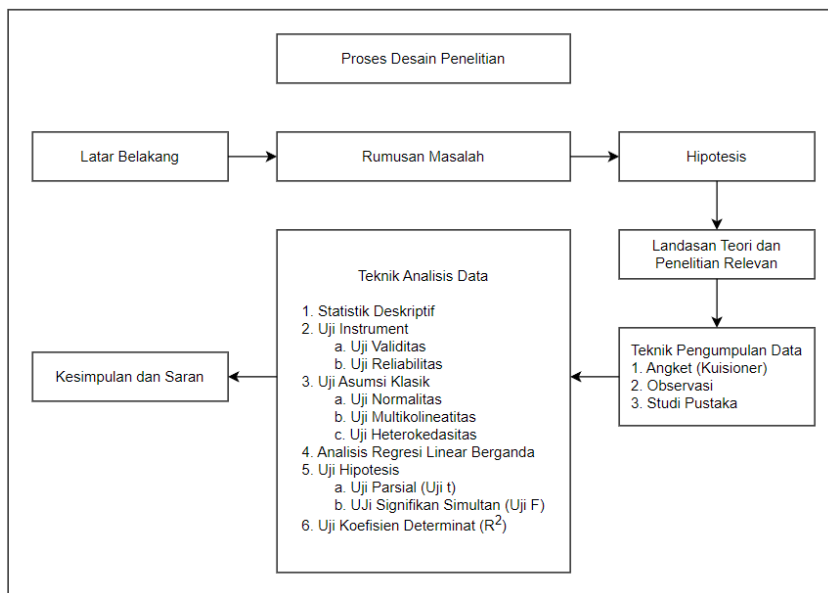 Proses Desain Penelitian
Latar Belakang
Rumusan Masalah
Hipotesis
Landasan Teori dan
Penelitian Relevan
Teknik Pengumpulan Data
1. Angket (Kuisioner)
2. Observasi
3. Studi Pustaka
Teknik Analisis Data
1. Statistik Deskriptif
2. Uji Instrument
a. Uji Validitas
b. Uji Reliabilitas
3. Uji Asumsi Klasik
a. Uji Normalitas
b. Uji Multikolineatitas
c. Uji Heterokedasitas
4. Analisis Regresi Linear Berganda
5. Uji Hipotesis
a. Uji Parsial (Uji t)
b. UJi Signifikan Simultan (Uji F)
6. Uji Koefisien Determinat (R²)
Kesimpulan dan Saran